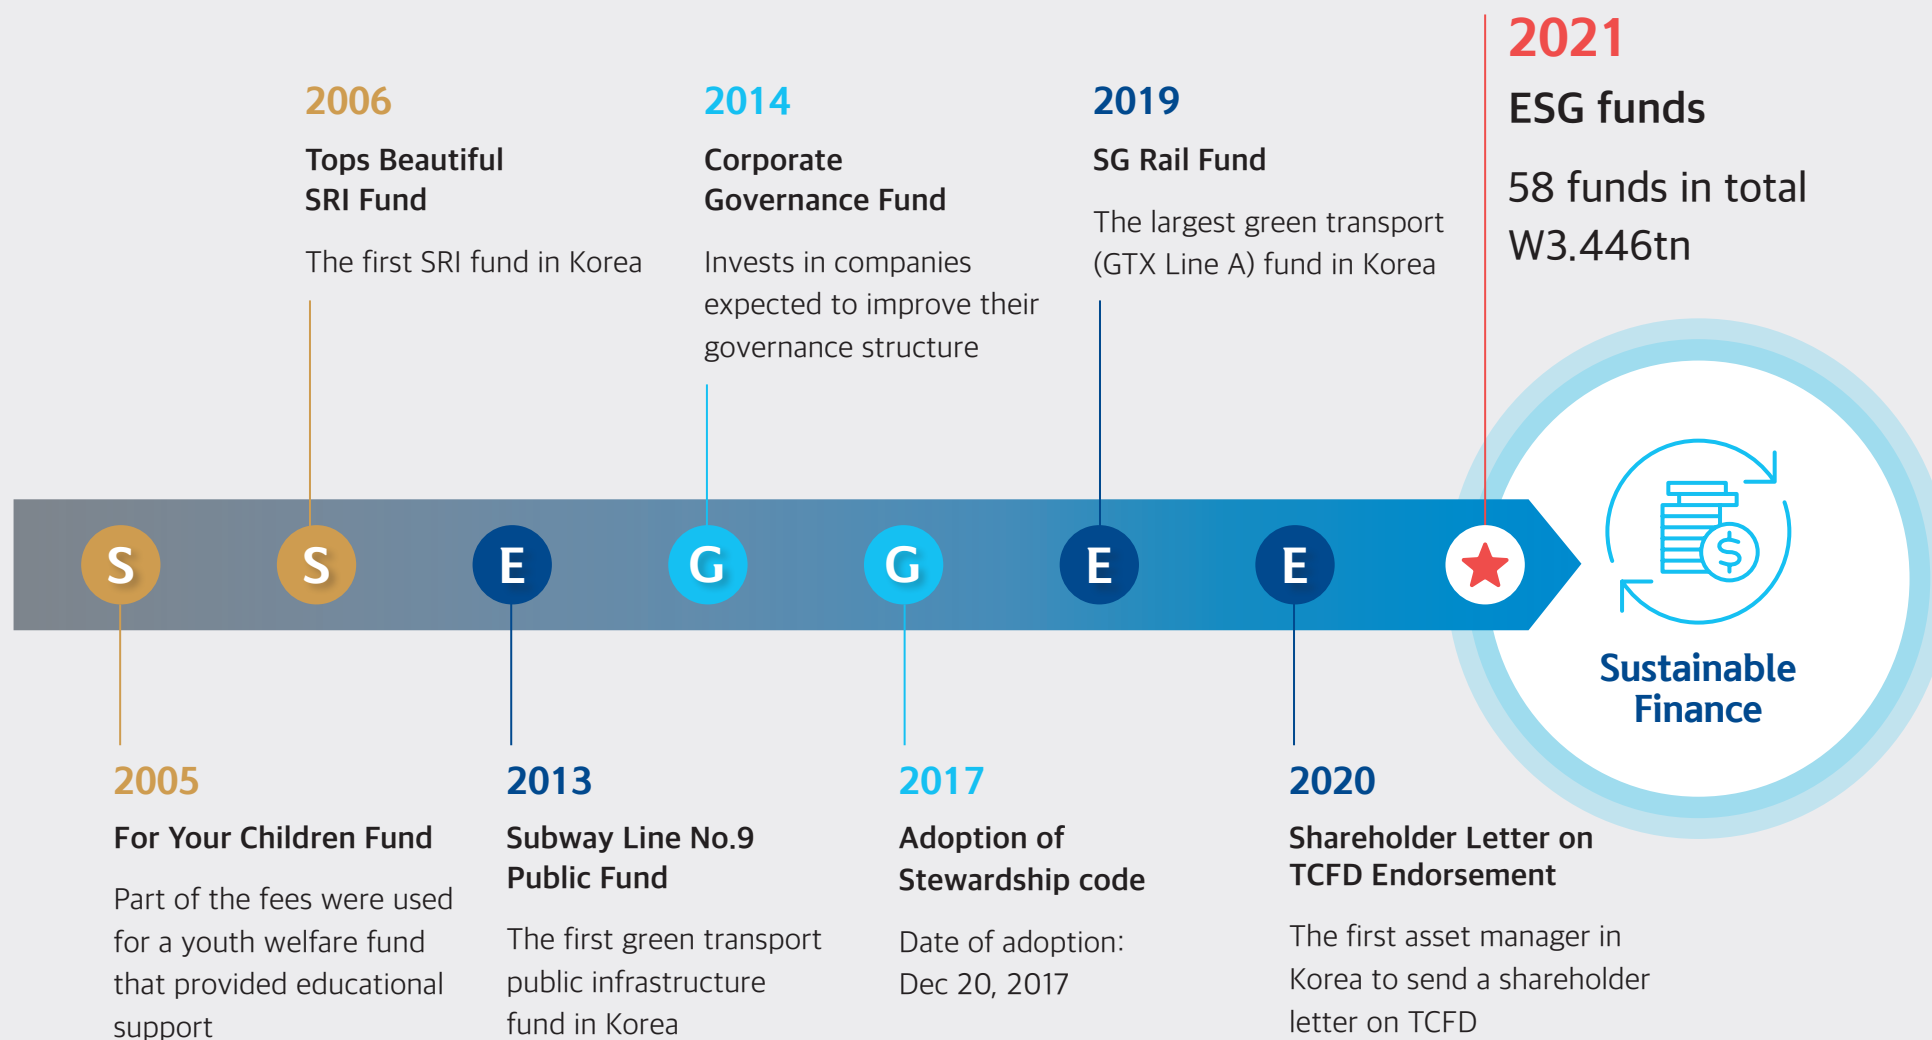 2006
Tops Beautiful
SRI Fund
The first SRI fund in Korea
2014
Corporate
Governance Fund
Invests in companies
expected to improve their
governance structure
2019
SG Rail Fund
The largest green transport
(GTX Line A) fund in Korea
2021
ESG funds
58 funds in total
W3.446tn
S
S
E
G
G
E
E
$
Sustainable
Finance
2005
For Your Children Fund
Part of the fees were used
for a youth welfare fund
that provided educational
support
2013
Subway Line No.9
Public Fund
The first green transport
public infrastructure
fund in Korea
2017
Adoption of
Stewardship code
Date of adoption:
Dec 20, 2017
2020
Shareholder Letter on
TCFD Endorsement
The first asset manager in
Korea to send a shareholder
letter on TCFD